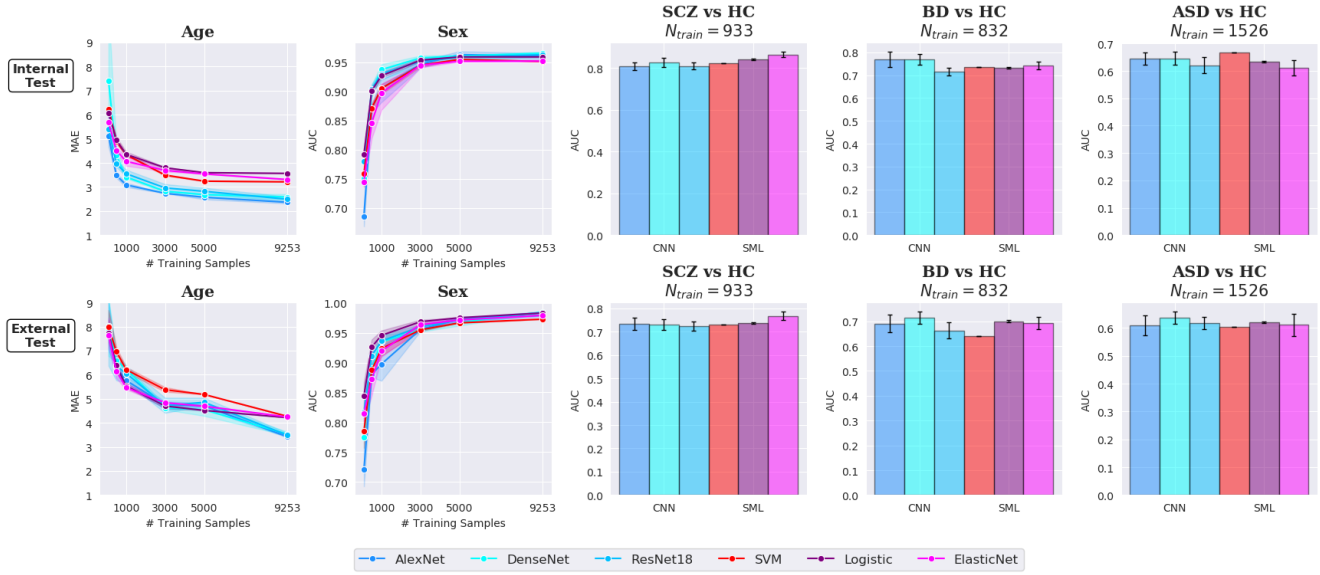 Internal
Test
Age
9
8
7
6
5
4
3
2
1
MAE
1000 3000 5000 9253
# Training Samples
Sex
0.95
0.90
0.85
0.80
0.75
0.70
AUC
1000 3000 5000 9253
# Training Samples
SCZ vs HC
N_train = 933
0.8
0.6
0.4
0.2
0.0
AUC
CNN SML
BD vs HC
N_train = 832
0.8
0.7
0.6
0.5
0.4
0.3
0.2
0.1
0.0
AUC
CNN SML
ASD vs HC
N_train = 1526
0.7
0.6
0.5
0.4
0.3
0.2
0.1
0.0
AUC
CNN SML
External
Test
Age
9
8
7
6
5
4
3
2
1
MAE
1000 3000 5000 9253
# Training Samples
Sex
1.00
0.95
0.90
0.85
0.80
0.75
0.70
AUC
1000 3000 5000 9253
# Training Samples
SCZ vs HC
N_train = 933
0.8
0.7
0.6
0.5
0.4
0.3
0.2
0.1
0.0
AUC
CNN SML
BD vs HC
N_train = 832
0.7
0.6
0.5
0.4
0.3
0.2
0.1
0.0
AUC
CNN SML
ASD vs HC
N_train = 1526
0.6
0.5
0.4
0.3
0.2
0.1
0.0
AUC
CNN SML
AlexNet DenseNet ResNet18 SVM Logistic ElasticNet